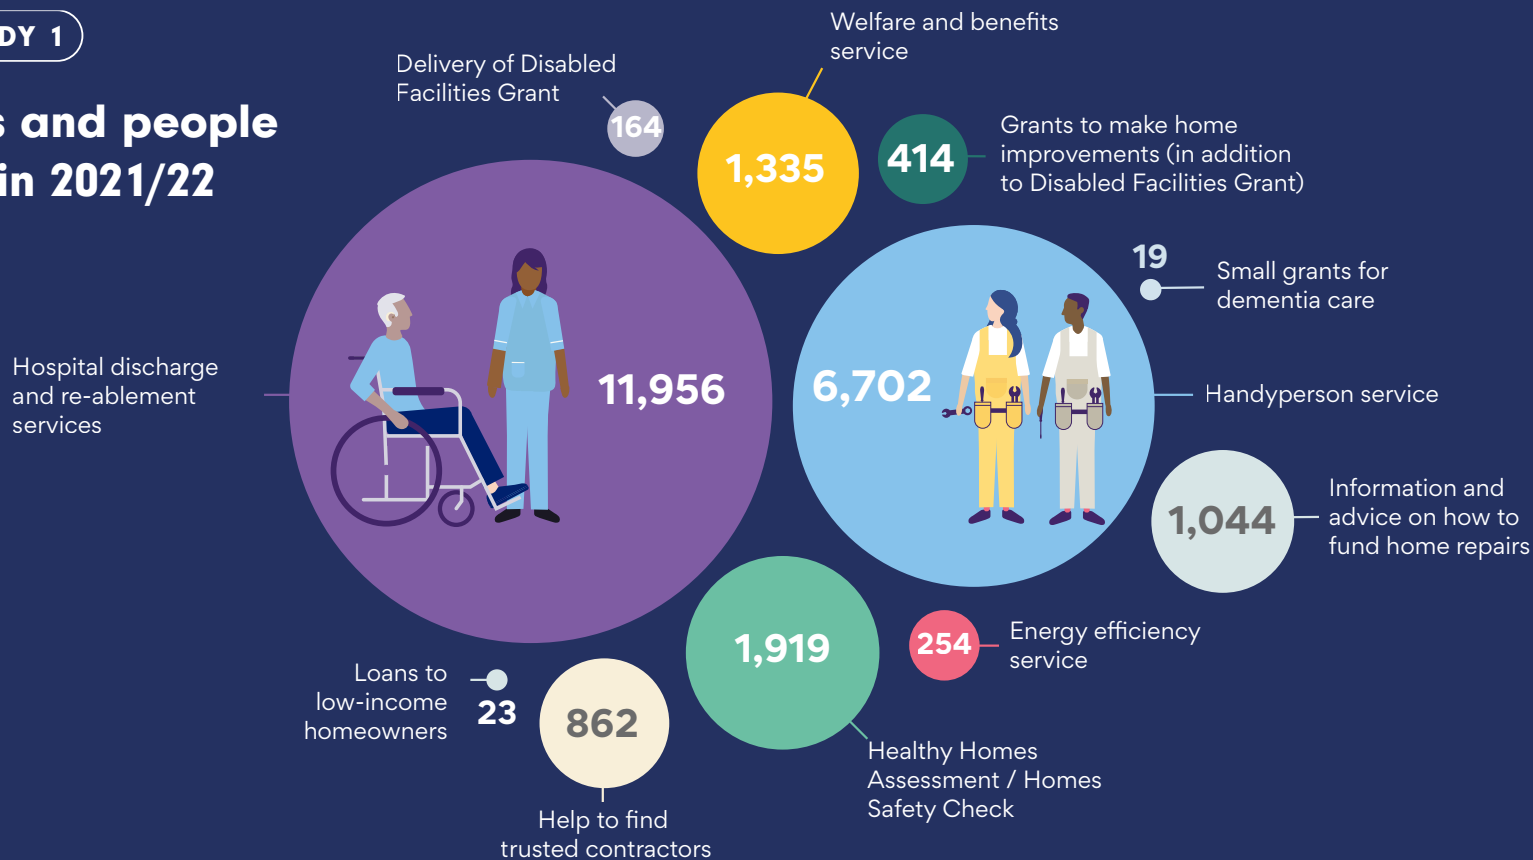 DY 1
s and people
in 2021/22
Delivery of Disabled
Facilities Grant
164
Welfare and benefits
service
1,335
414
Grants to make home
improvements (in addition
to Disabled Facilities Grant)
19
Small grants for
dementia care
Hospital discharge
and re-ablement
services
11,956
6,702
Handyperson service
1,044
Information and
advice on how to
fund home repairs
1,919
254
Energy efficiency
service
Loans to
low-income
homeowners
23
862
Healthy Homes
Assessment / Homes
Safety Check
Help to find
trusted contractors